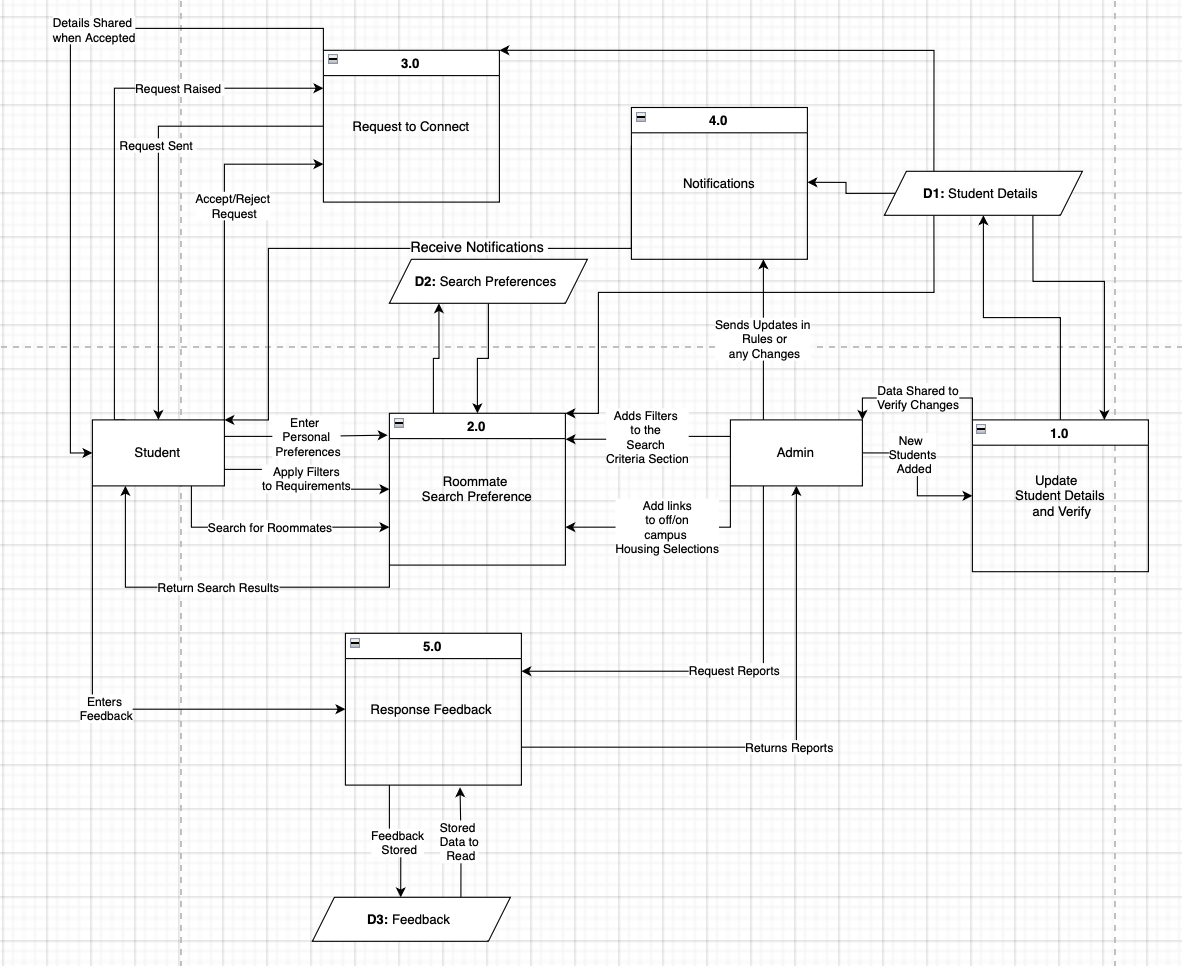 Details Shared
when Accepted
3.0
Request Raised
4.0
Request to Connect
Request Sent
Notifications
D1: Student Details
Accept/Reject
Request
Receive Notifications
D2: Search Preferences
Sends Updates in
Rules or
any Changes
Data Shared to
Verify Changes
Enter
Personal
Preferences
2.0
Adds Filters
to the
Search
Criteria Section
1.0
Student
Admin
New
Students
Added
Apply Filters
to Requirements
Roommate
Search Preference
Update
Student Details
and Verify
Add links
to off/on
campus
Housing Selections
Search for Roommates
Return Search Results
5.0
Request Reports
Enters
Feedback
Response Feedback
Returns Reports
Feedback
Stored
Stored
Data to
Read
D3: Feedback